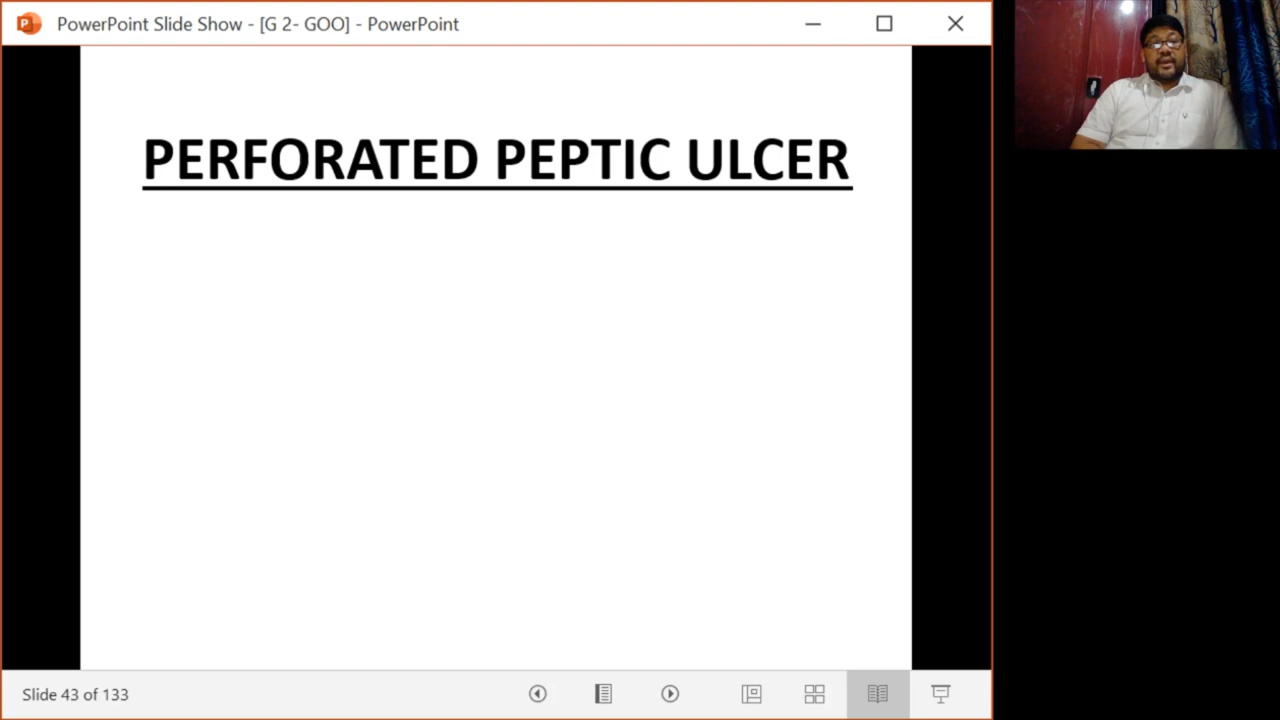 PowerPoint Slide Show - [G 2- GOO] - PowerPoint
PERFORATED PEPTIC ULCER
Slide 43 of 133